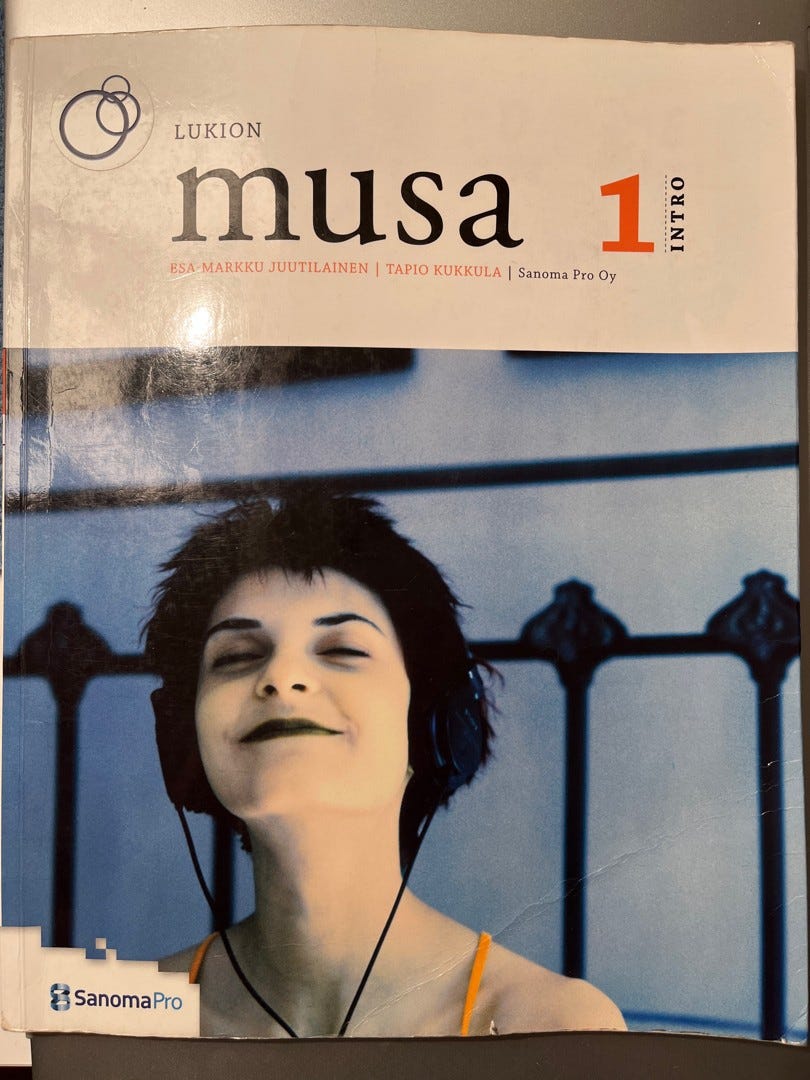 LUKION
musa 1 INTRO
ESA-MARKKU JUUTILAINEN | TAPIO KUKKULA | Sanoma Pro Oy
SanomaPro